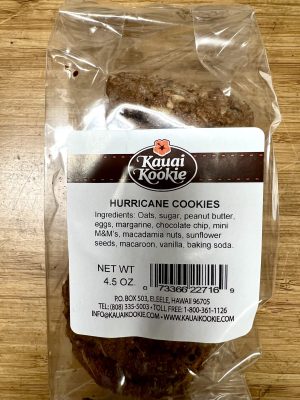 Kauai
Kookie
HURRICANE COOKIES
Ingredients: Oats, sugar, peanut butter,
eggs, margarine, chocolate chip, mini
M&M's, macadamia nuts, sunflower
seeds, macaroon, vanilla, baking soda.
NET WT
4.5 OZ.
0 73366 22716 9
P.O. BOX 503, ELEELE, HAWAII 96705
TEL: (808) 335-5003 • TOLL FREE: 1-800-361-1126
INFO@KAUAIKOOKIE.COM • WWW.KAUAIKOOKIE.COM